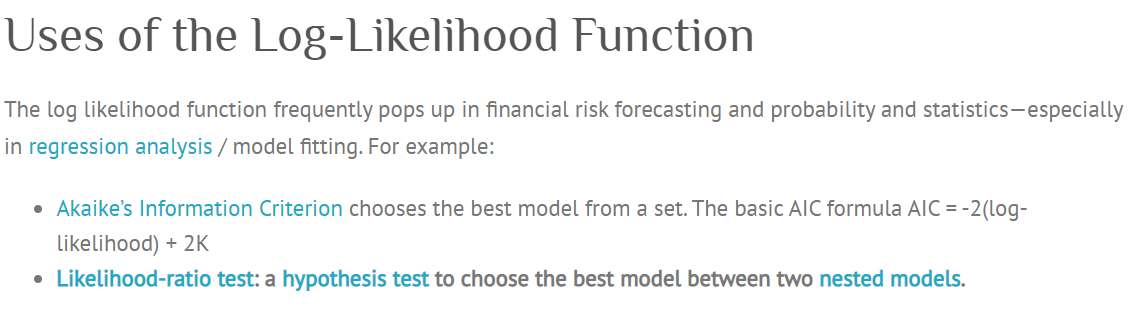 Uses of the Log-Likelihood Function
The log likelihood function frequently pops up in financial risk forecasting and probability and statistics—especially
in regression analysis / model fitting. For example:
• Akaike’s Information Criterion chooses the best model from a set. The basic AIC formula AIC = -2(log-
likelihood) + 2K
• Likelihood-ratio test: a hypothesis test to choose the best model between two nested models.